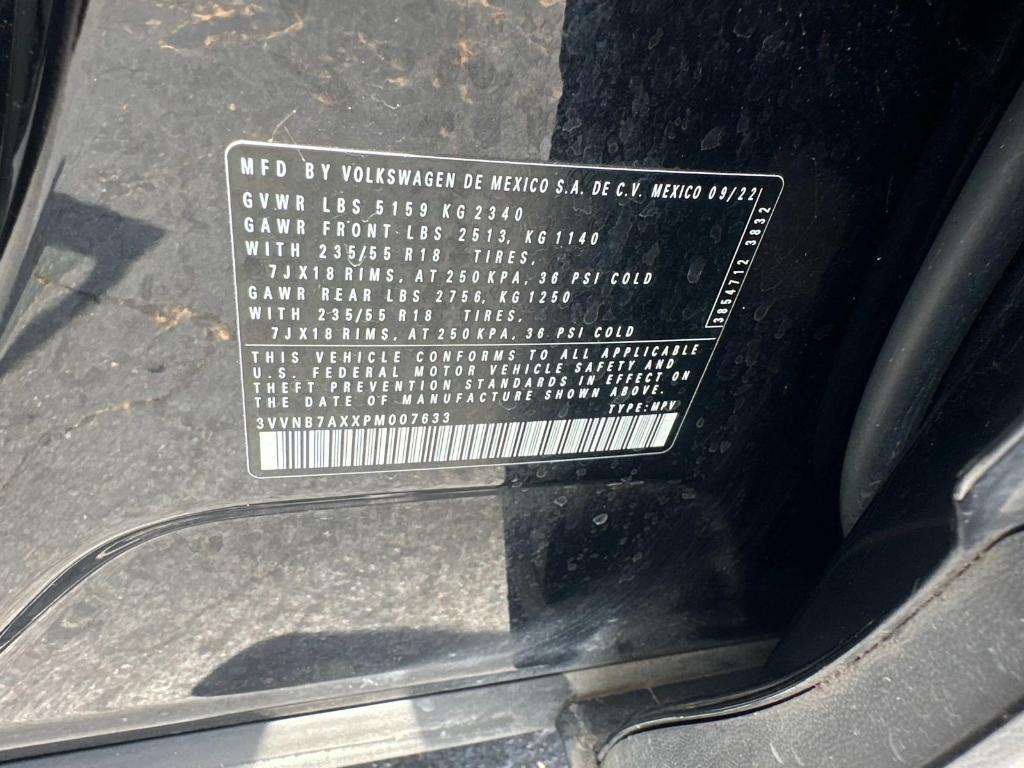 MFD BY VOLKSWAGEN DE MEXICO S.A. DE C.V. MEXICO 09/22
GVWR LBS 5159 KG 2340
GAWR FRONT LBS 2513, KG 1140
WITH 235/55 R18 TIRES,
7JX18 RIMS, AT 250 KPA, 36 PSI COLD
GAWR REAR LBS 2756, KG 1250
WITH 235/55 R18 TIRES,
7JX18 RIMS, AT 250 KPA, 36 PSI COLD
3854712 3832
THIS VEHICLE CONFORMS TO ALL APPLICABLE
U.S. FEDERAL MOTOR VEHICLE SAFETY AND
THEFT PREVENTION STANDARDS IN EFFECT ON
THE DATE OF MANUFACTURE SHOWN ABOVE.
3VVNB7AXXPM007633 TYPE: MPV